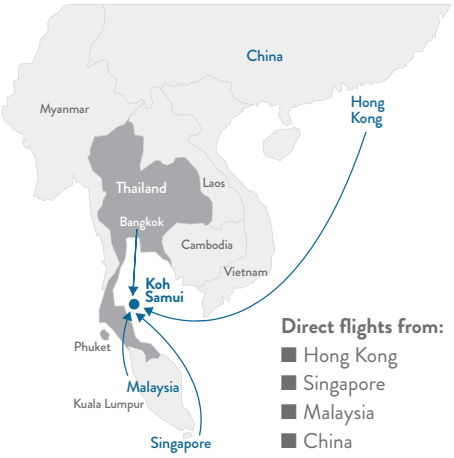 China
Hong
Kong
Myanmar
Thailand
Laos
Bangkok
Cambodia
Vietnam
Koh
Samui
Phuket
Malaysia
Kuala Lumpur
Singapore
Direct flights from:
Hong Kong
Singapore
Malaysia
China